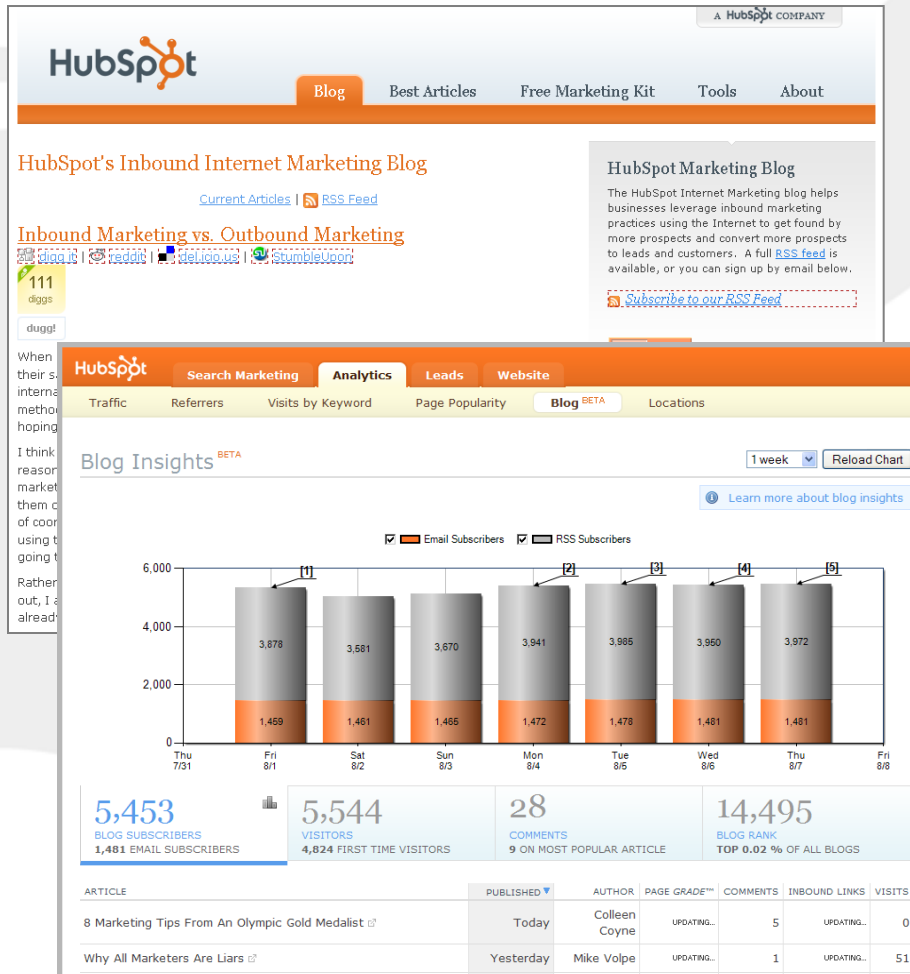 A HubSpot COMPANY
HubSpot
Blog Best Articles Free Marketing Kit Tools About
HubSpot's Inbound Internet Marketing Blog
Current Articles | RSS Feed
Inbound Marketing vs. Outbound Marketing
digg it | reddit | del.icio.us | StumbleUpon
111
diggs
dugg!
When
their s
interna
metho
hoping
I think
reason
market
them o
of coor
using t
going t
Rather
out, I a
alread
HubSpot Marketing Blog
The HubSpot Internet Marketing blog helps
businesses leverage inbound marketing
practices using the Internet to get found by
more prospects and convert more prospects
to leads and customers. A full RSS feed is
available, or you can sign up by email below.
Subscribe to our RSS Feed
HubSpot
Search Marketing Analytics Leads Website
Traffic Referrers Visits by Keyword Page Popularity Blog BETA Locations
Blog Insights BETA
1 week Reload Chart
Learn more about blog insights
Email Subscribers RSS Subscribers
6,000
4,000
2,000
0
[1] [2] [3] [4] [5]
3,878 3,581 3,670 3,941 3,985 3,950 3,972
1,459 1,461 1,465 1,472 1,478 1,481 1,481
Thu Fri Sat Sun Mon Tue Wed Thu Fri
7/31 8/1 8/2 8/3 8/4 8/5 8/6 8/7 8/8
5,453 5,544 28 14,495
BLOG SUBSCRIBERS VISITORS COMMENTS BLOG RANK
1,481 EMAIL SUBSCRIBERS 4,824 FIRST TIME VISITORS 9 ON MOST POPULAR ARTICLE TOP 0.02 % OF ALL BLOGS
ARTICLE PUBLISHED AUTHOR PAGE GRADE™ COMMENTS INBOUND LINKS VISITS
8 Marketing Tips From An Olympic Gold Medalist Today Colleen Coyne UPDATING... 5 UPDATING... 0
Why All Marketers Are Liars Yesterday Mike Volpe UPDATING... 1 UPDATING... 51